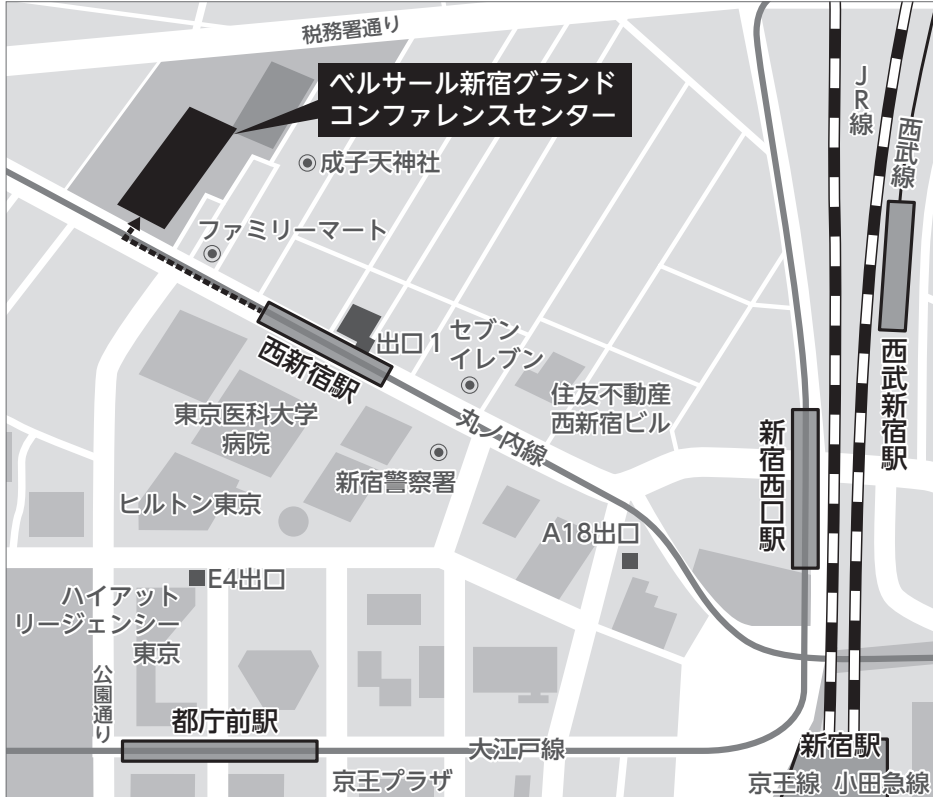 税務署通り
ベルサール新宿グランド
コンファレンスセンター
JR線
西武線
成子天神社
ファミリーマート
出口1
セブン
イレブン
西新宿駅
西武新宿駅
東京医科大学
病院
住友不動産
西新宿ビル
丸ノ内線
新宿西口駅
新宿警察署
ヒルトン東京
A18出口
E4出口
ハイアット
リージェンシー
東京
公園通り
都庁前駅
大江戸線
新宿駅
京王プラザ
京王線 小田急線